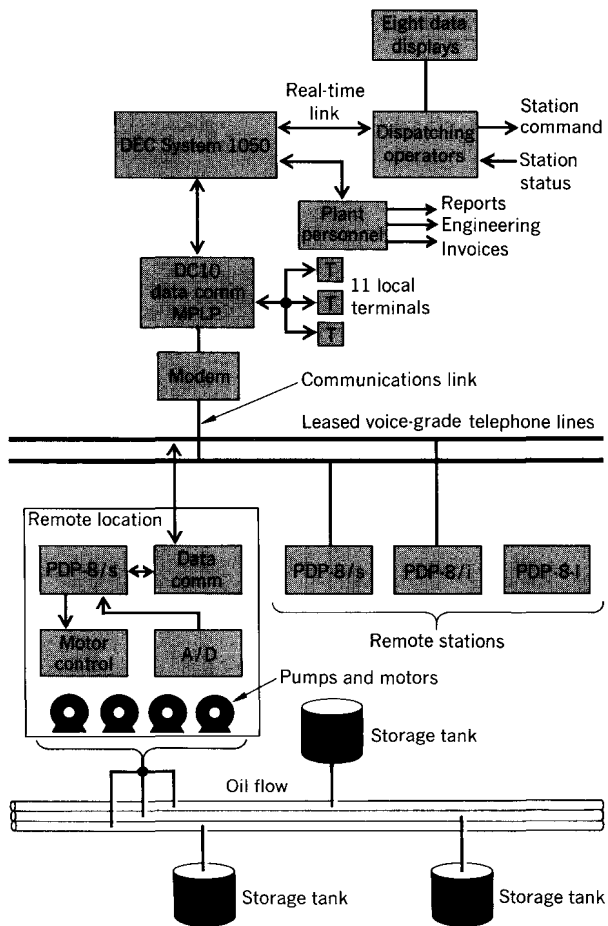 Eight data
displays
Real-time
link
DEC System 1050
Dispatching
operators
Station
command
Station
status
Plant
personnel
Reports
Engineering
Invoices
DC10
data comm
MPLP
T
T
T
11 local
terminals
Modem
Communications link
Leased voice-grade telephone lines
Remote location
PDP-8/s
Data
comm
PDP-8/s
PDP-8/i
PDP-8-I
Motor
control
A/D
Remote stations
Pumps and motors
Storage tank
Oil flow
Storage tank
Storage tank